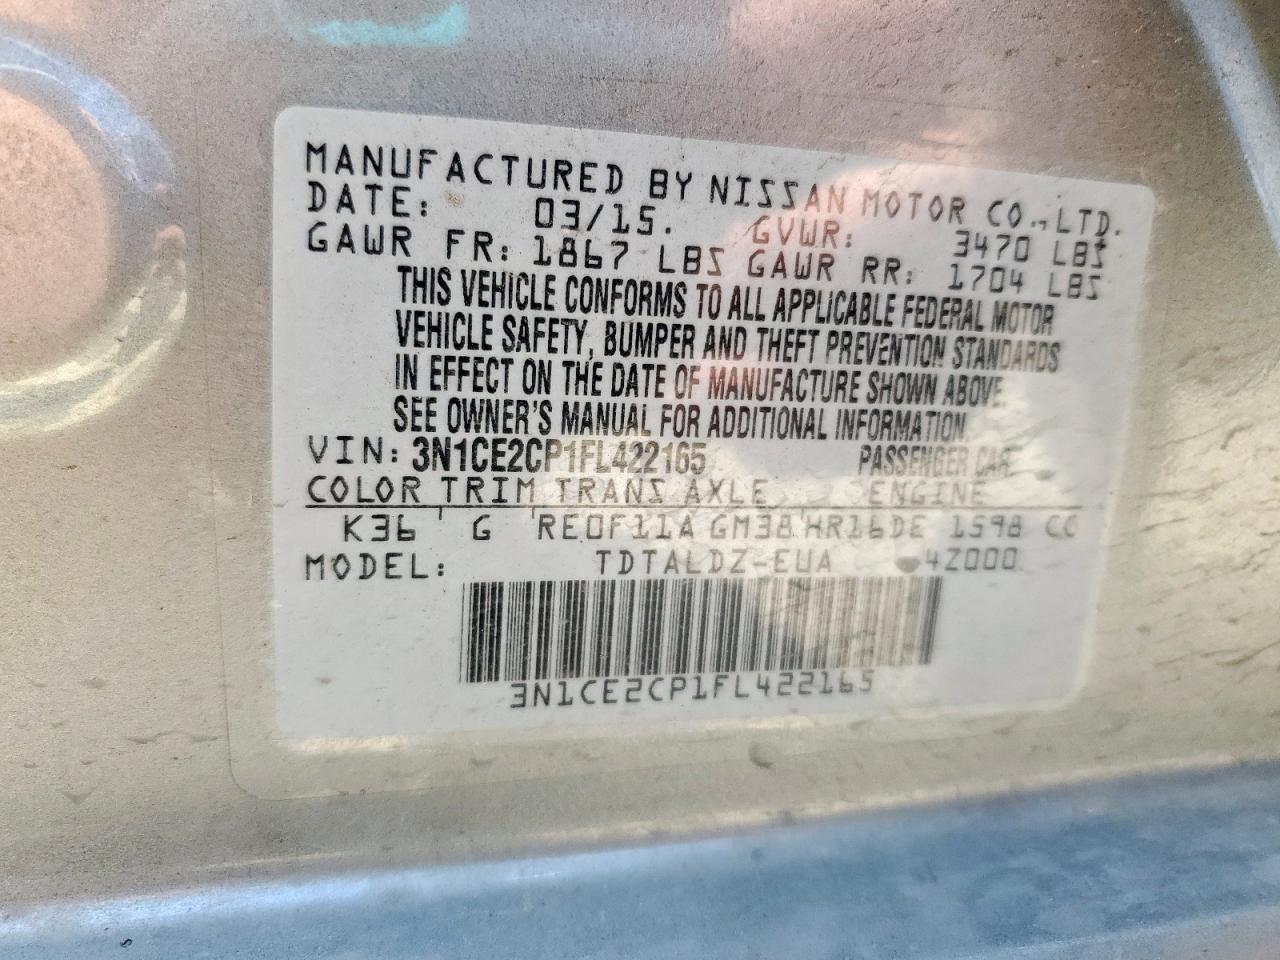 MANUFACTURED BY NISSAN MOTOR CO.,LTD.
DATE: 03/15. GVWR: 3470 LBS
GAWR FR: 1867 LBS GAWR RR: 1704 LBS
THIS VEHICLE CONFORMS TO ALL APPLICABLE FEDERAL MOTOR
VEHICLE SAFETY, BUMPER AND THEFT PREVENTION STANDARDS
IN EFFECT ON THE DATE OF MANUFACTURE SHOWN ABOVE.
SEE OWNER'S MANUAL FOR ADDITIONAL INFORMATION.
VIN: 3N1CE2CP1FL422165 PASSENGER CAR
COLOR TRIM TRANS AXLE ENGINE
K36 G RE0F11A GM38 HR16DE 1598 CC
MODEL: TDTALDZ-EUA 4Z000
3N1CE2CP1FL422165